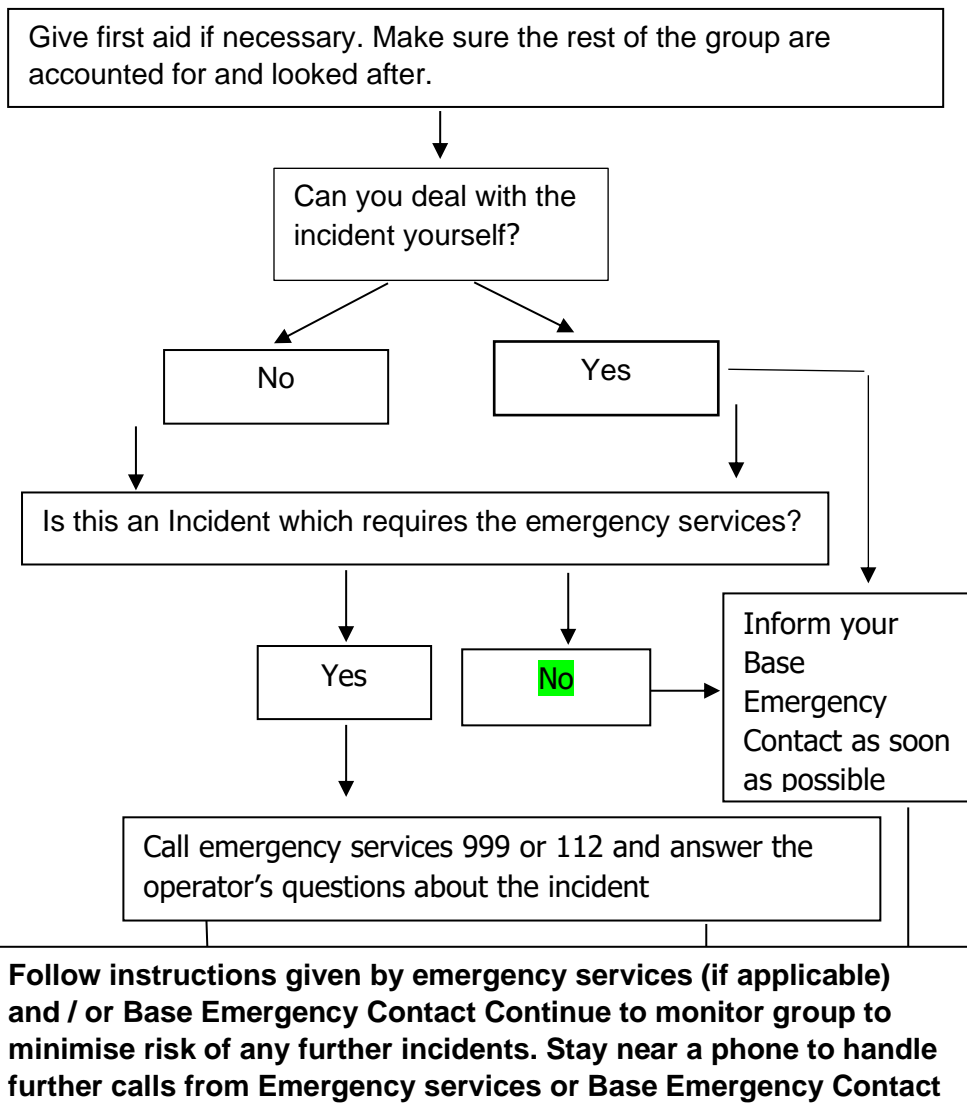 Give first aid if necessary. Make sure the rest of the group are
accounted for and looked after.
Can you deal with the
incident yourself?
No
Yes
Is this an Incident which requires the emergency services?
Yes
No
Inform your
Base
Emergency
Contact as soon
as possible
Call emergency services 999 or 112 and answer the
operator’s questions about the incident
Follow instructions given by emergency services (if applicable)
and / or Base Emergency Contact Continue to monitor group to
minimise risk of any further incidents. Stay near a phone to handle
further calls from Emergency services or Base Emergency Contact